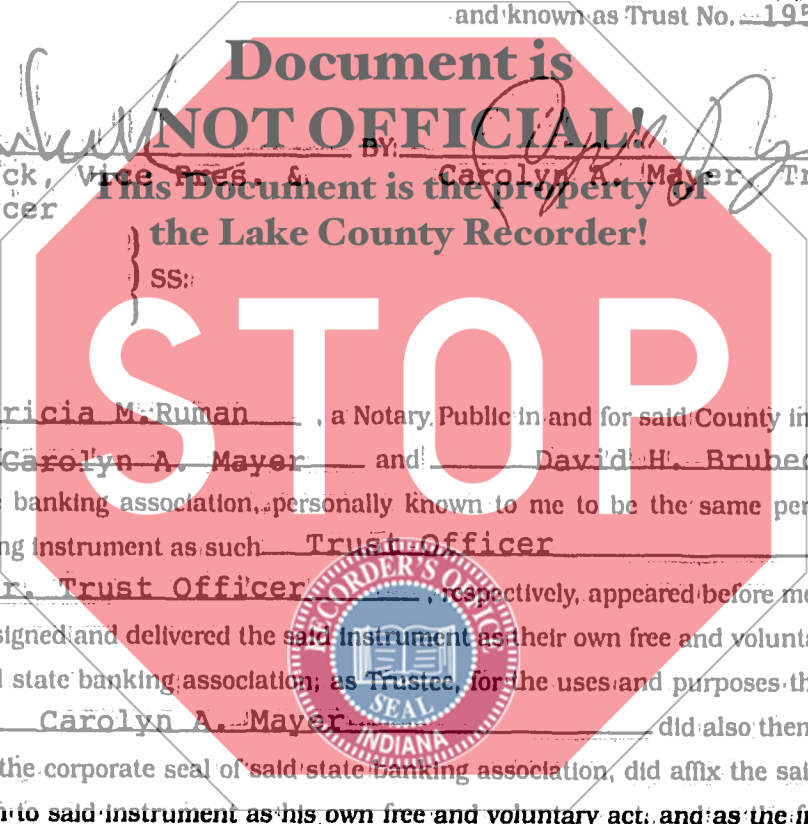 and known as Trust No. 195
Document is
NOT OFFICIAL!
BY:
ck, Vice Pres. & Carolyn A. Mayer, Tr
cer
This Document is the property of
the Lake County Recorder!
SS:
STOP
ricia M. Ruman , a Notary Public in and for said County in
Carolyn A. Mayer and David H. Brubec
banking association, personally known to me to be the same per
ng instrument as such Trust Officer
r. Trust Officer , respectively, appeared before me
signed and delivered the said instrument as their own free and volunta
state banking association, as Trustee, for the uses and purposes th
Carolyn A. Mayer did also then
the corporate seal of said state banking association, did affix the sai
to said instrument as his own free and voluntary act, and as the f
RECORDER'S OFFICE
SEAL
INDIANA